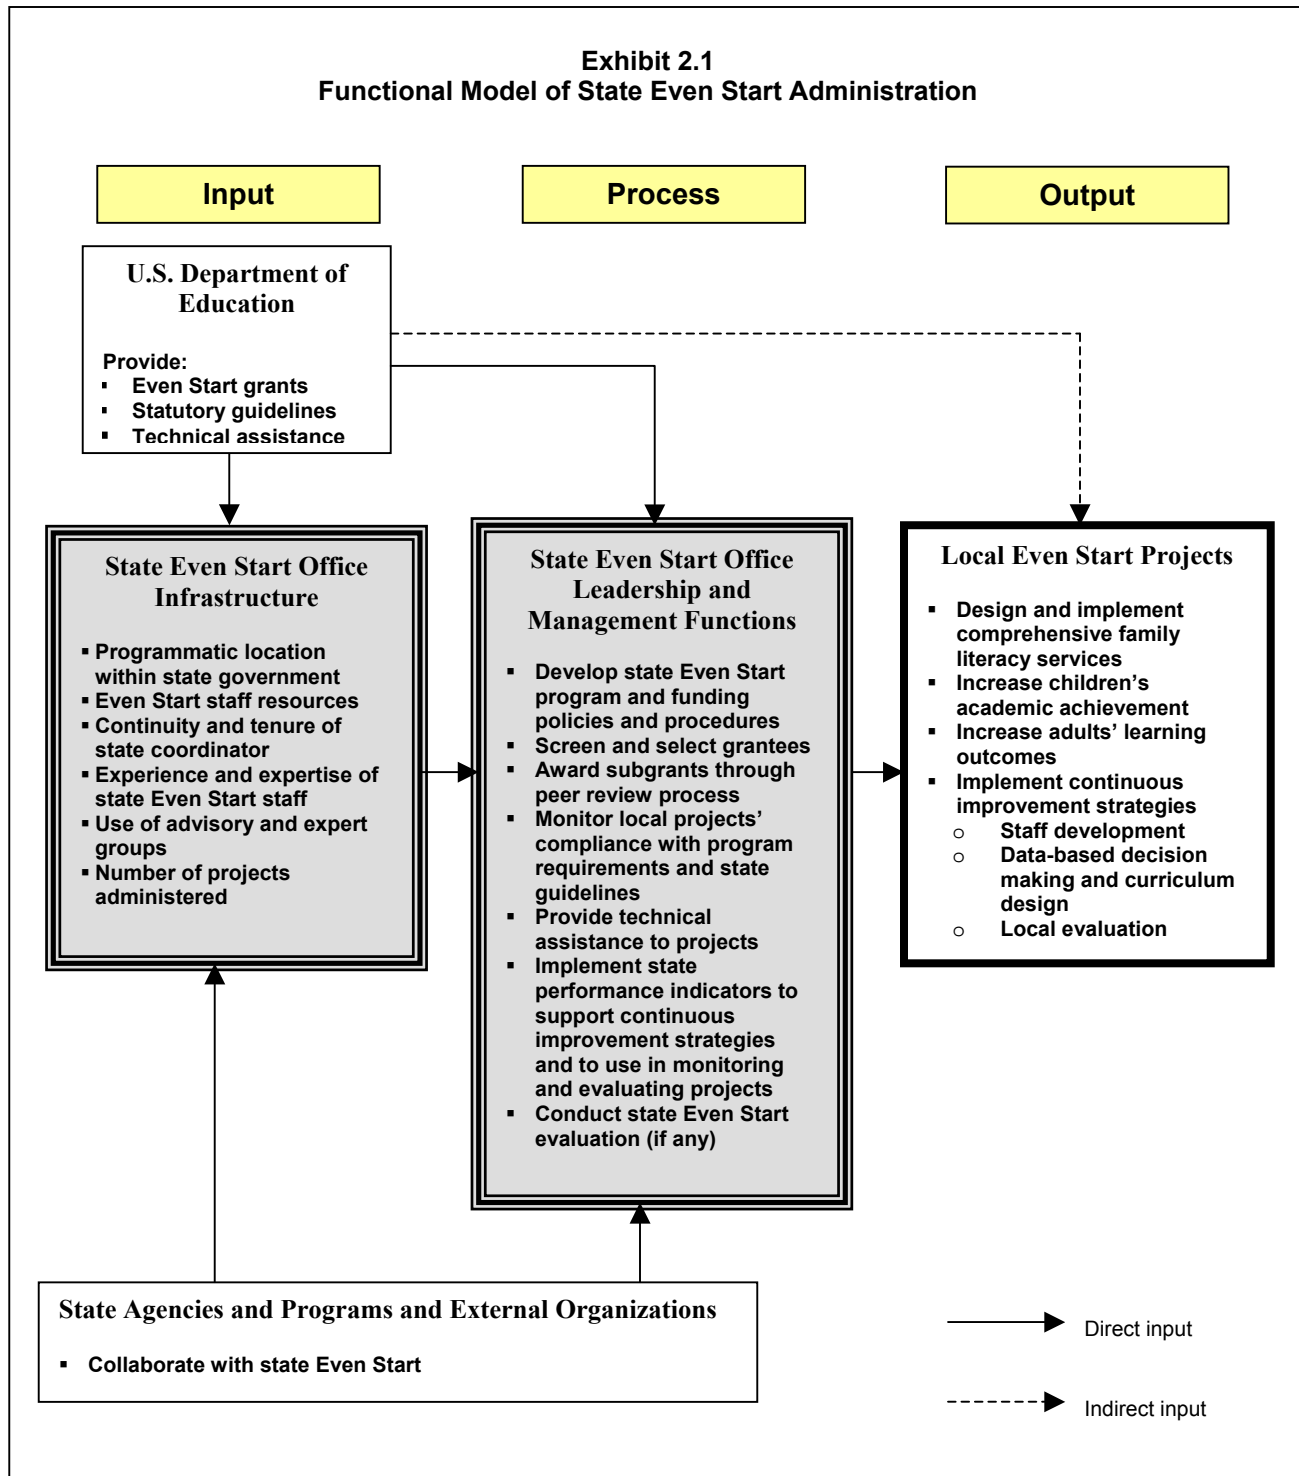 Exhibit 2.1
Functional Model of State Even Start Administration
Input
Process
Output
U.S. Department of
Education
Provide:
▪ Even Start grants
▪ Statutory guidelines
▪ Technical assistance
State Even Start Office
Infrastructure
▪ Programmatic location
within state government
▪ Even Start staff resources
▪ Continuity and tenure of
state coordinator
▪ Experience and expertise of
state Even Start staff
▪ Use of advisory and expert
groups
▪ Number of projects
administered
State Even Start Office
Leadership and
Management Functions
▪ Develop state Even Start
program and funding
policies and procedures
▪ Screen and select grantees
▪ Award subgrants through
peer review process
▪ Monitor local projects’
compliance with program
requirements and state
guidelines
▪ Provide technical
assistance to projects
▪ Implement state
performance indicators to
support continuous
improvement strategies
and to use in monitoring
and evaluating projects
▪ Conduct state Even Start
evaluation (if any)
Local Even Start Projects
▪ Design and implement
comprehensive family
literacy services
▪ Increase children’s
academic achievement
▪ Increase adults’ learning
outcomes
▪ Implement continuous
improvement strategies
o Staff development
o Data-based decision
making and curriculum
design
o Local evaluation
State Agencies and Programs and External Organizations
▪ Collaborate with state Even Start
Direct input
Indirect input